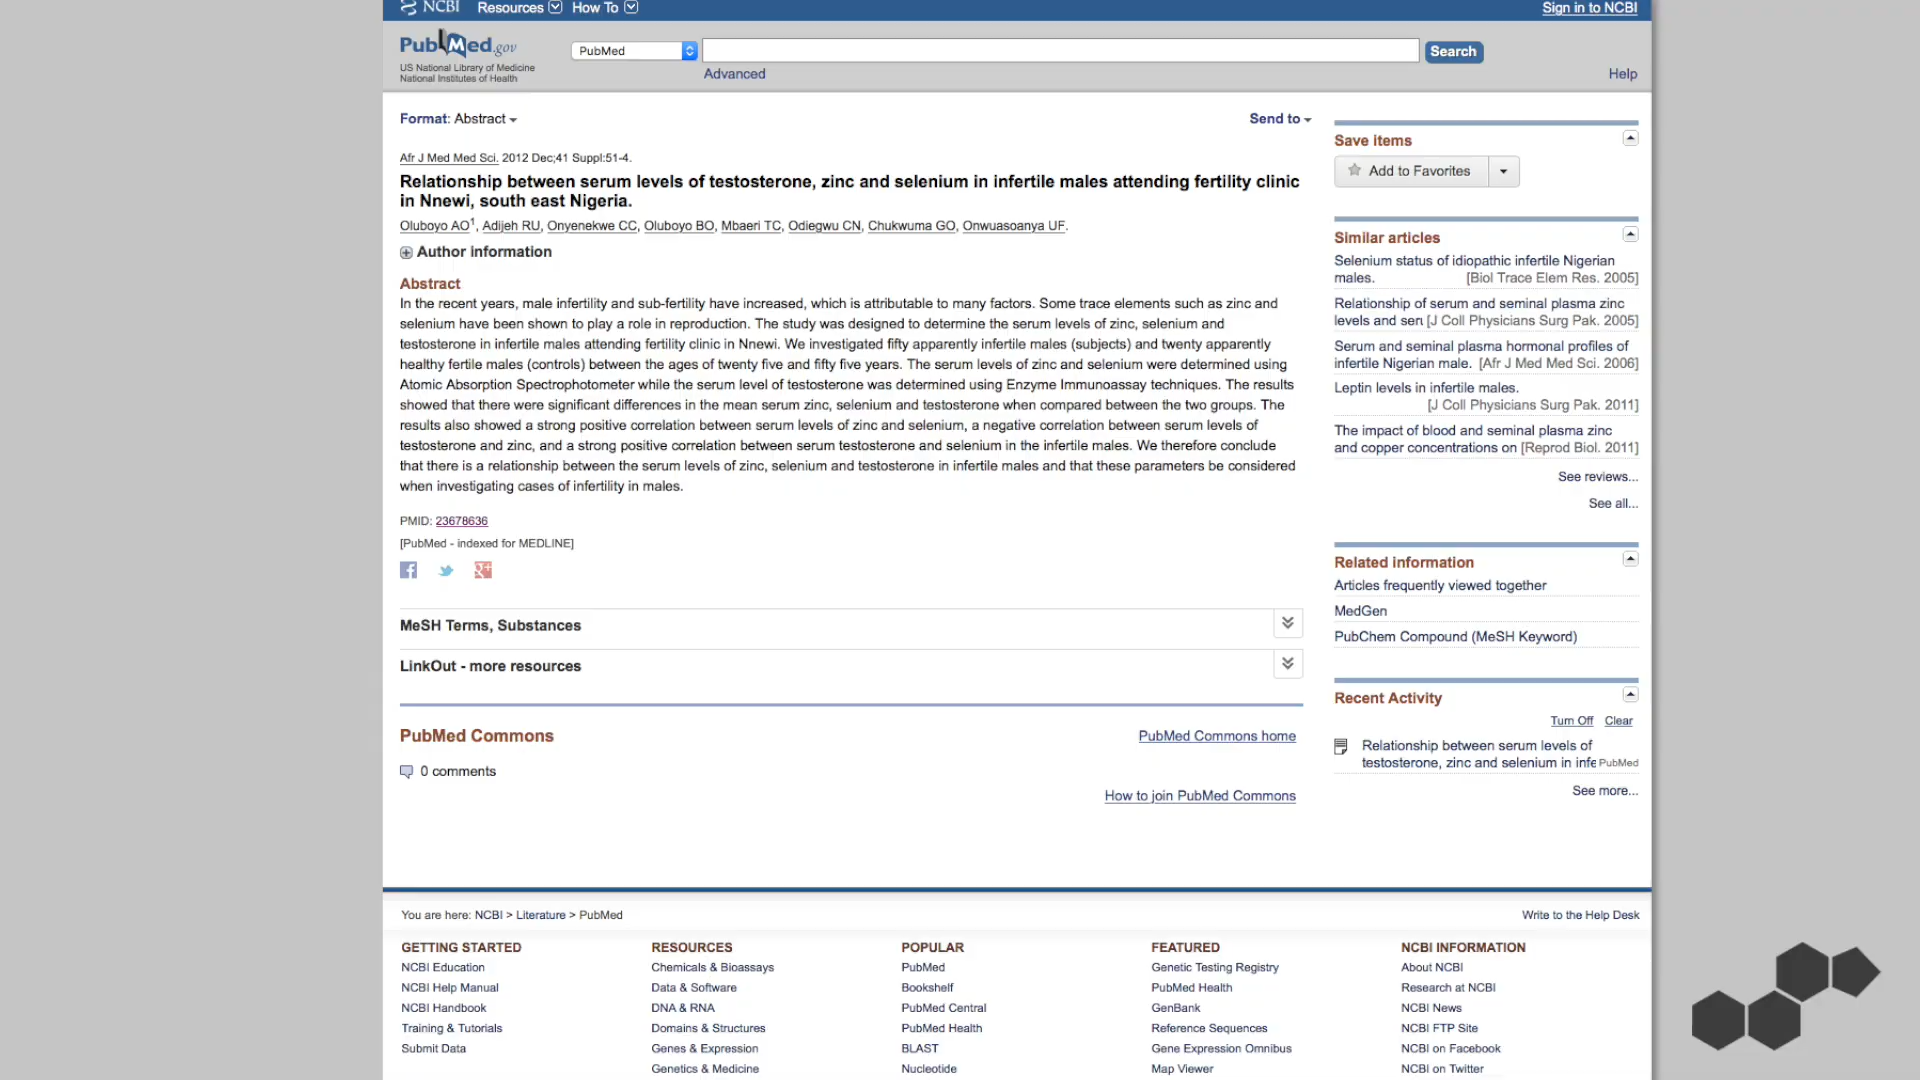 NCBI Resources How To Sign in to NCBI
PubMed.gov
US National Library of Medicine
National Institutes of Health
PubMed Search
Advanced Help
Format: Abstract Send to
Afr J Med Med Sci. 2012 Dec;41 Suppl:51-4.
Relationship between serum levels of testosterone, zinc and selenium in infertile males attending fertility clinic
in Nnewi, south east Nigeria.
Oluboyo AO1, Adijeh RU, Onyenekwe CC, Oluboyo BO, Mbaeri TC, Odiegwu CN, Chukwuma GO, Onwuasoanya UF.
Author information
Abstract
In the recent years, male infertility and sub-fertility have increased, which is attributable to many factors. Some trace elements such as zinc and
selenium have been shown to play a role in reproduction. The study was designed to determine the serum levels of zinc, selenium and
testosterone in infertile males attending fertility clinic in Nnewi. We investigated fifty apparently infertile males (subjects) and twenty apparently
healthy fertile males (controls) between the ages of twenty five and fifty five years. The serum levels of zinc and selenium were determined using
Atomic Absorption Spectrophotometer while the serum level of testosterone was determined using Enzyme Immunoassay techniques. The results
showed that there were significant differences in the mean serum zinc, selenium and testosterone when compared between the two groups. The
results also showed a strong positive correlation between serum levels of zinc and selenium, a negative correlation between serum levels of
testosterone and zinc, and a strong positive correlation between serum testosterone and selenium in the infertile males. We therefore conclude
that there is a relationship between the serum levels of zinc, selenium and testosterone in infertile males and that these parameters be considered
when investigating cases of infertility in males.
PMID: 23678636
[PubMed - indexed for MEDLINE]
MeSH Terms, Substances
LinkOut - more resources
PubMed Commons PubMed Commons home
0 comments
How to join PubMed Commons
Save items
Add to Favorites
Similar articles
Selenium status of idiopathic infertile Nigerian
males. [Biol Trace Elem Res. 2005]
Relationship of serum and seminal plasma zinc
levels and seru [J Coll Physicians Surg Pak. 2005]
Serum and seminal plasma hormonal profiles of
infertile Nigerian male. [Afr J Med Med Sci. 2006]
Leptin levels in infertile males.
[J Coll Physicians Surg Pak. 2011]
The impact of blood and seminal plasma zinc
and copper concentrations on [Reprod Biol. 2011]
See reviews...
See all...
Related information
Articles frequently viewed together
MedGen
PubChem Compound (MeSH Keyword)
Recent Activity
Turn Off Clear
Relationship between serum levels of
testosterone, zinc and selenium in infe PubMed
See more...
You are here: NCBI > Literature > PubMed Write to the Help Desk
GETTING STARTED
NCBI Education
NCBI Help Manual
NCBI Handbook
Training & Tutorials
Submit Data
RESOURCES
Chemicals & Bioassays
Data & Software
DNA & RNA
Domains & Structures
Genes & Expression
Genetics & Medicine
POPULAR
PubMed
Bookshelf
PubMed Central
PubMed Health
BLAST
Nucleotide
FEATURED
Genetic Testing Registry
PubMed Health
GenBank
Reference Sequences
Gene Expression Omnibus
Map Viewer
NCBI INFORMATION
About NCBI
Research at NCBI
NCBI News
NCBI FTP Site
NCBI on Facebook
NCBI on Twitter